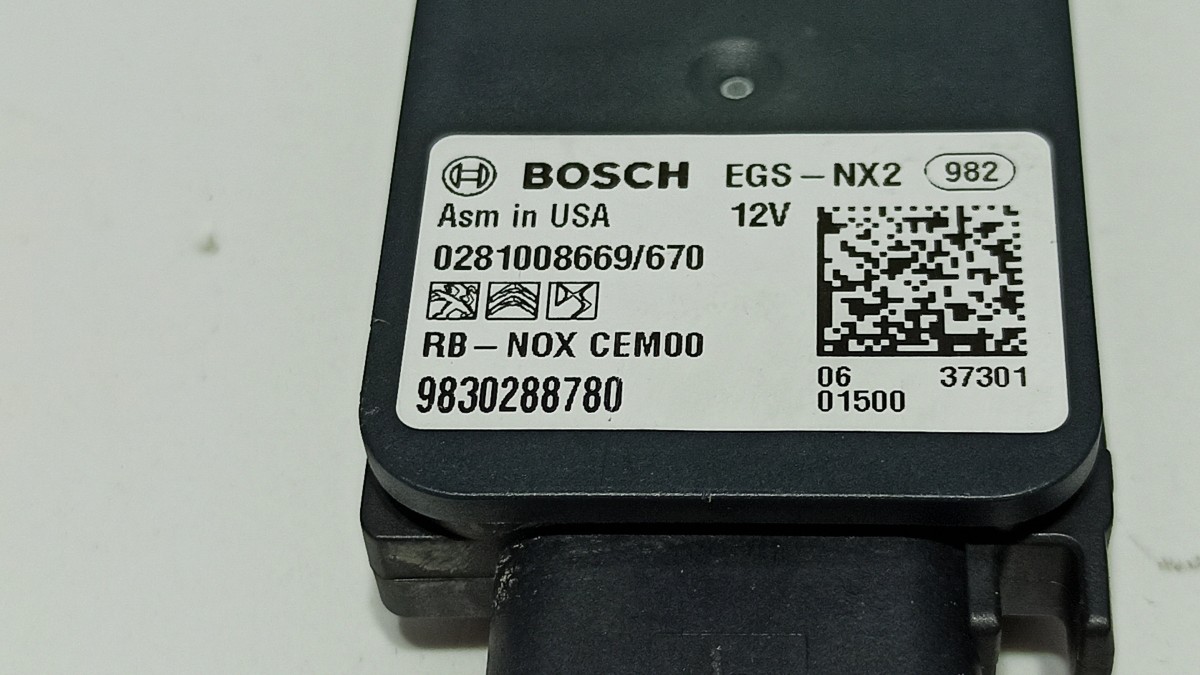 BOSCH EGS-NX2 982
Asm in USA 12V
0281008669/670
RB-NOX CEM00
9830288780
06 37301
01500